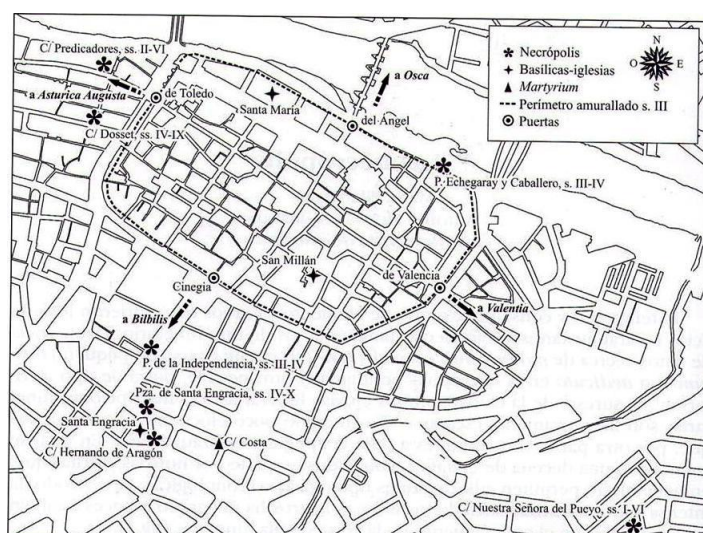 C/ Predicadores, ss. II-VI
a Asturica Augusta
de Toledo
C/ Dosset, ss. IV-IX
Santa María
a Osca
del Angel
P. Echegaray y Caballero, s. III-IV
Necrópolis
Basílicas-iglesias
Martyrium
Perímetro amurallado s. III
Puertas
N
O
E
S
San Millán
Cinegia
de Valencia
a Bilbilis
a Valentia
P. de la Independencia, ss. III-IV
Pza. de Santa Engracia, ss. IV-X
Santa Engracia
C/ Hernando de Aragón
C/ Costa
C/ Nuestra Señora del Pueyo, ss. I-VI